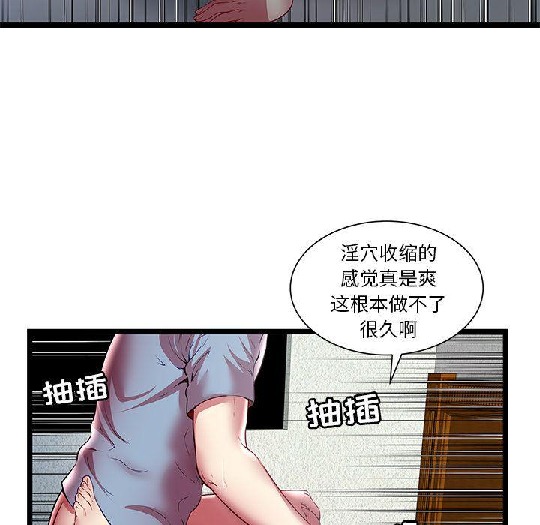 淫穴收缩的
感觉真是爽
这根本做不了
很久啊
抽插
抽插